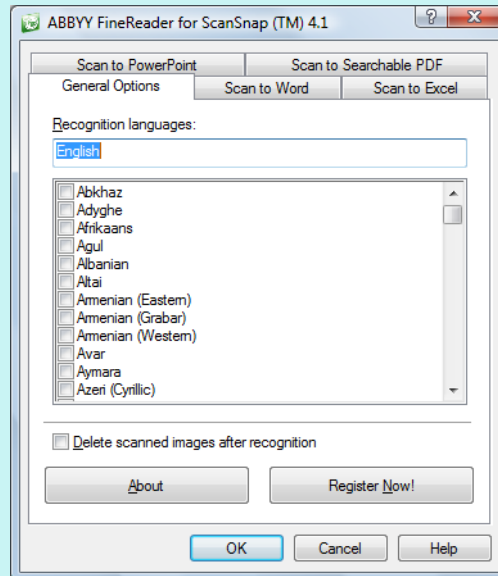 ABBYY FineReader for ScanSnap (TM) 4.1
Scan to PowerPoint
Scan to Searchable PDF
General Options
Scan to Word
Scan to Excel
Recognition languages:
English
Abkhaz
Adyghe
Afrikaans
Agul
Albanian
Altai
Armenian (Eastern)
Armenian (Grabar)
Armenian (Western)
Avar
Aymara
Azeri (Cyrillic)
Delete scanned images after recognition
About
Register Now!
OK
Cancel
Help